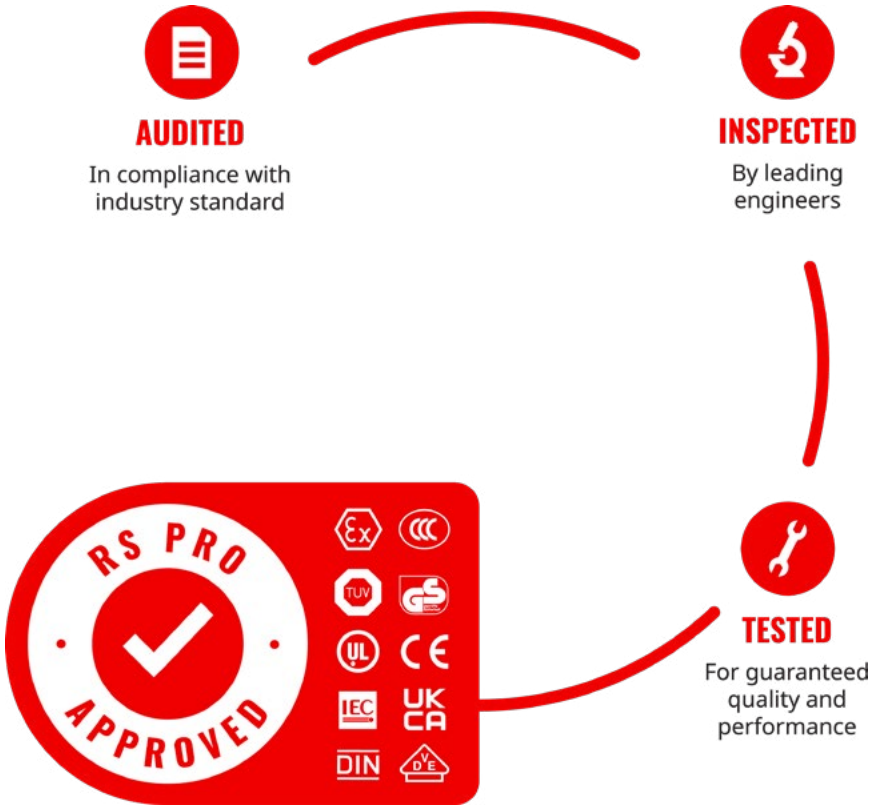 AUDITED
In compliance with
industry standard
INSPECTED
By leading
engineers
TESTED
For guaranteed
quality and
performance
RS PRO
APPROVED
Ex
CCC
TUV
GS
UL
CE
IEC
UK
CA
DIN
DVE